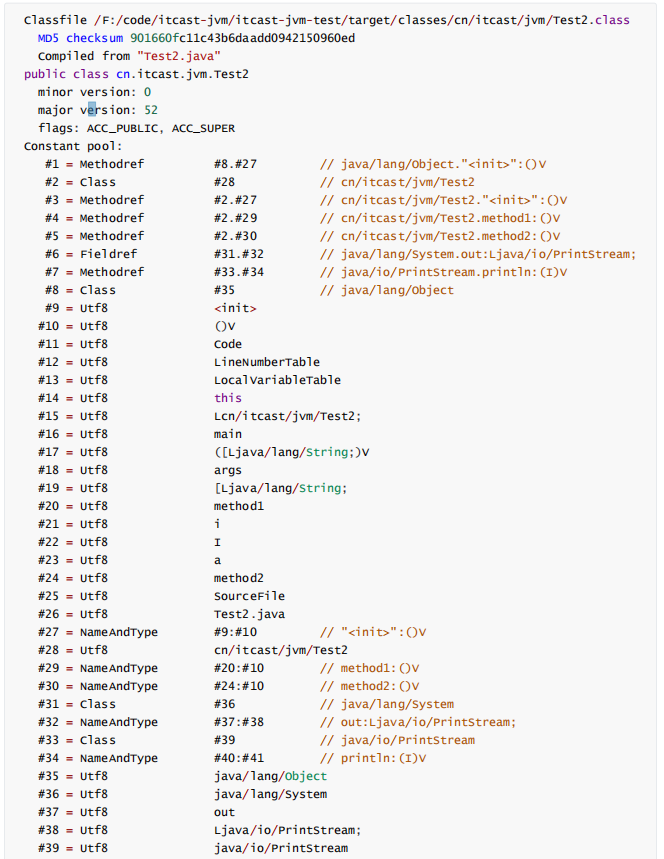 Classfile /F:/code/itcast-jvm/itcast-jvm-test/target/classes/cn/itcast/jvm/Test2.class
MD5 checksum 901660fc11c43b6daadd0942150960ed
Compiled from "Test2.java"
public class cn.itcast.jvm.Test2
minor version: 0
major version: 52
flags: ACC_PUBLIC, ACC_SUPER
Constant pool:
#1 = Methodref #8.#27 // java/lang/Object."<init>":()V
#2 = Class #28 // cn/itcast/jvm/Test2
#3 = Methodref #2.#27 // cn/itcast/jvm/Test2."<init>":()V
#4 = Methodref #2.#29 // cn/itcast/jvm/Test2.method1:()V
#5 = Methodref #2.#30 // cn/itcast/jvm/Test2.method2:()V
#6 = Fieldref #31.#32 // java/lang/System.out:Ljava/io/PrintStream;
#7 = Methodref #33.#34 // java/io/PrintStream.println:(I)V
#8 = Class #35 // java/lang/Object
#9 = Utf8 <init>
#10 = Utf8 ()V
#11 = Utf8 Code
#12 = Utf8 LineNumberTable
#13 = Utf8 LocalVariableTable
#14 = Utf8 this
#15 = Utf8 Lcn/itcast/jvm/Test2;
#16 = Utf8 main
#17 = Utf8 ([Ljava/lang/String;)V
#18 = Utf8 args
#19 = Utf8 [Ljava/lang/String;
#20 = Utf8 method1
#21 = Utf8 i
#22 = Utf8 I
#23 = Utf8 a
#24 = Utf8 method2
#25 = Utf8 SourceFile
#26 = Utf8 Test2.java
#27 = NameAndType #9:#10 // "<init>":()V
#28 = Utf8 cn/itcast/jvm/Test2
#29 = NameAndType #20:#10 // method1:()V
#30 = NameAndType #24:#10 // method2:()V
#31 = Class #36 // java/lang/System
#32 = NameAndType #37:#38 // out:Ljava/io/PrintStream;
#33 = Class #39 // java/io/PrintStream
#34 = NameAndType #40:#41 // println:(I)V
#35 = Utf8 java/lang/Object
#36 = Utf8 java/lang/System
#37 = Utf8 out
#38 = Utf8 Ljava/io/PrintStream;
#39 = Utf8 java/io/PrintStream